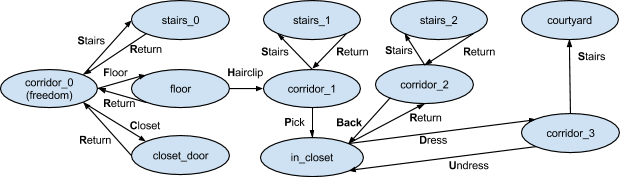 stairs_0
stairs_1
stairs_2
courtyard
Stairs
Return
Stairs
Return
Stairs
Return
Stairs
corridor_0
(freedom)
Floor
Return
floor
Hairclip
corridor_1
corridor_2
Closet
Return
Pick
Back
Return
Dress
corridor_3
closet_door
in_closet
Undress